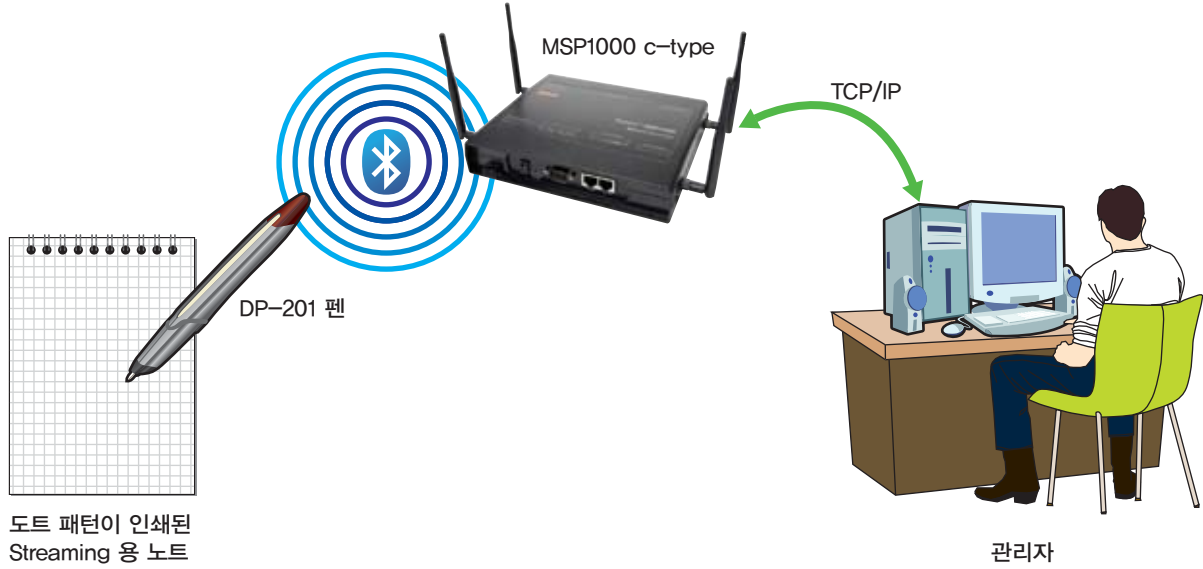 MSP1000 c-type
TCP/IP
DP-201 펜
도트 패턴이 인쇄된
Streaming 용 노트
관리자